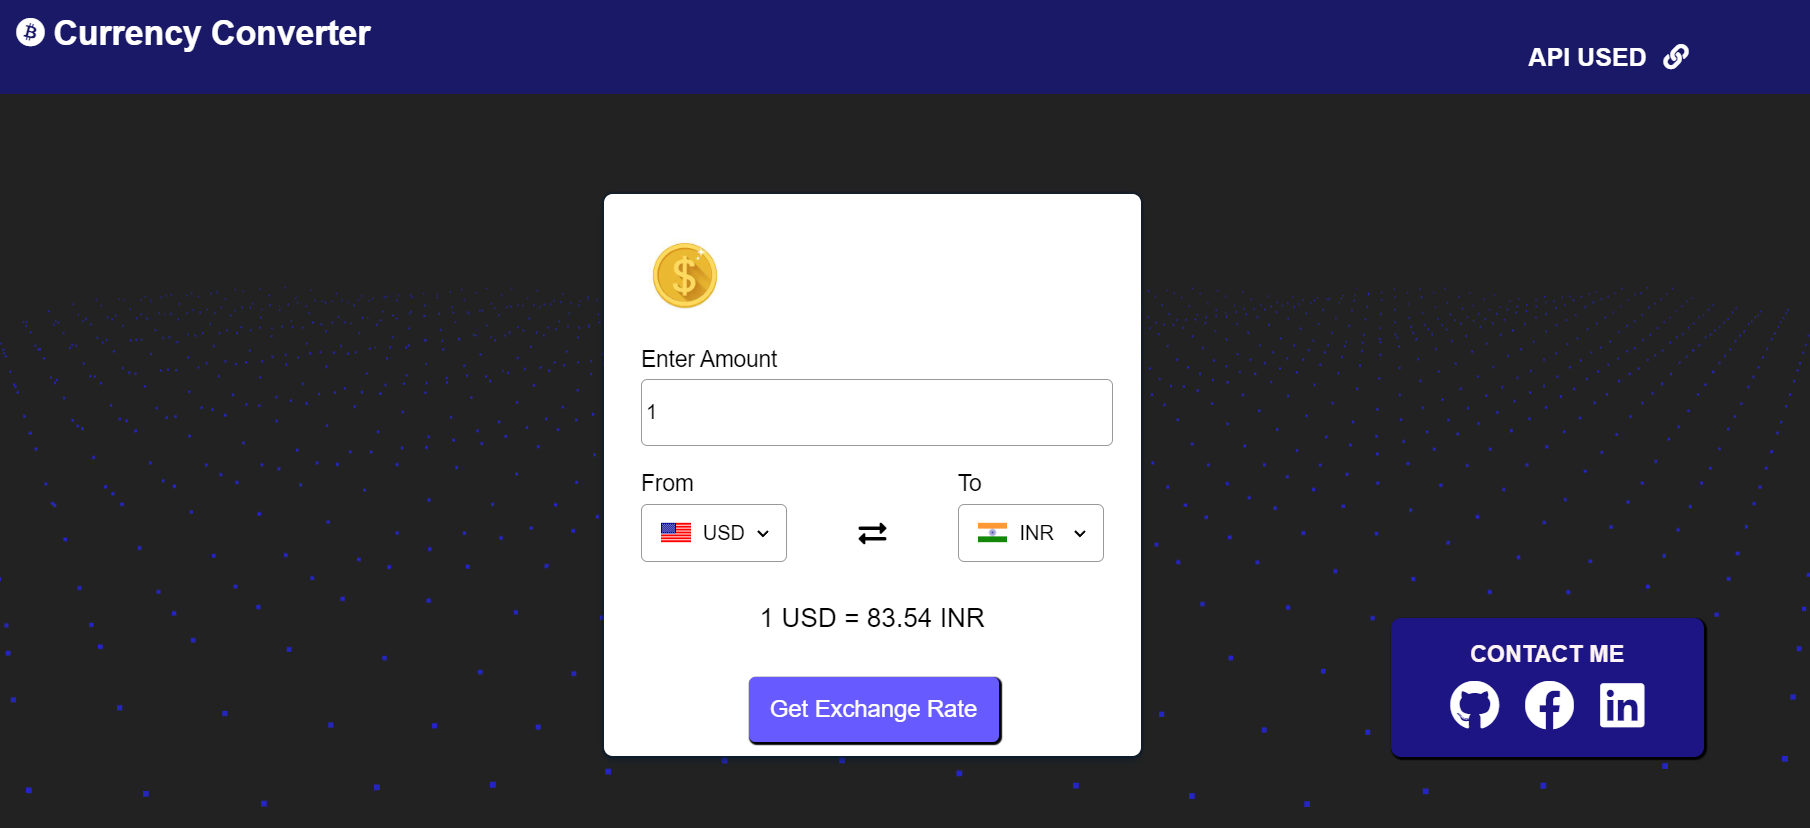 Currency Converter
API USED
Enter Amount
1
From
To
USD
INR
1 USD = 83.54 INR
Get Exchange Rate
CONTACT ME